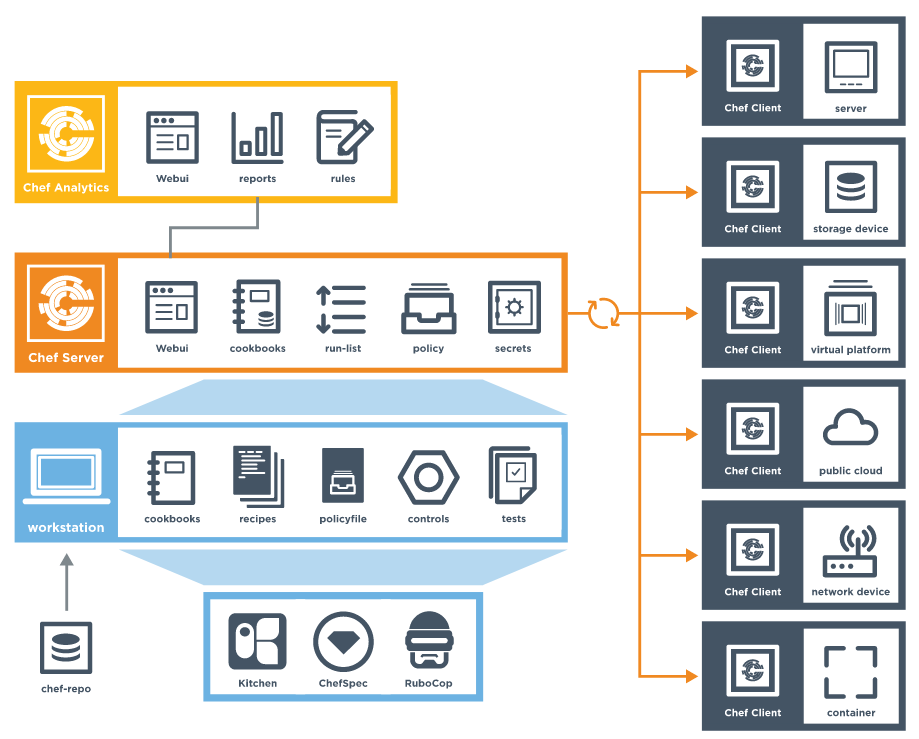 Chef Analytics
Webui
reports
rules
Chef Server
Webui
cookbooks
run-list
policy
secrets
workstation
cookbooks
recipes
policyfile
controls
tests
chef-repo
Kitchen
ChefSpec
RuboCop
Chef Client
server
Chef Client
storage device
Chef Client
virtual platform
Chef Client
public cloud
Chef Client
network device
Chef Client
container